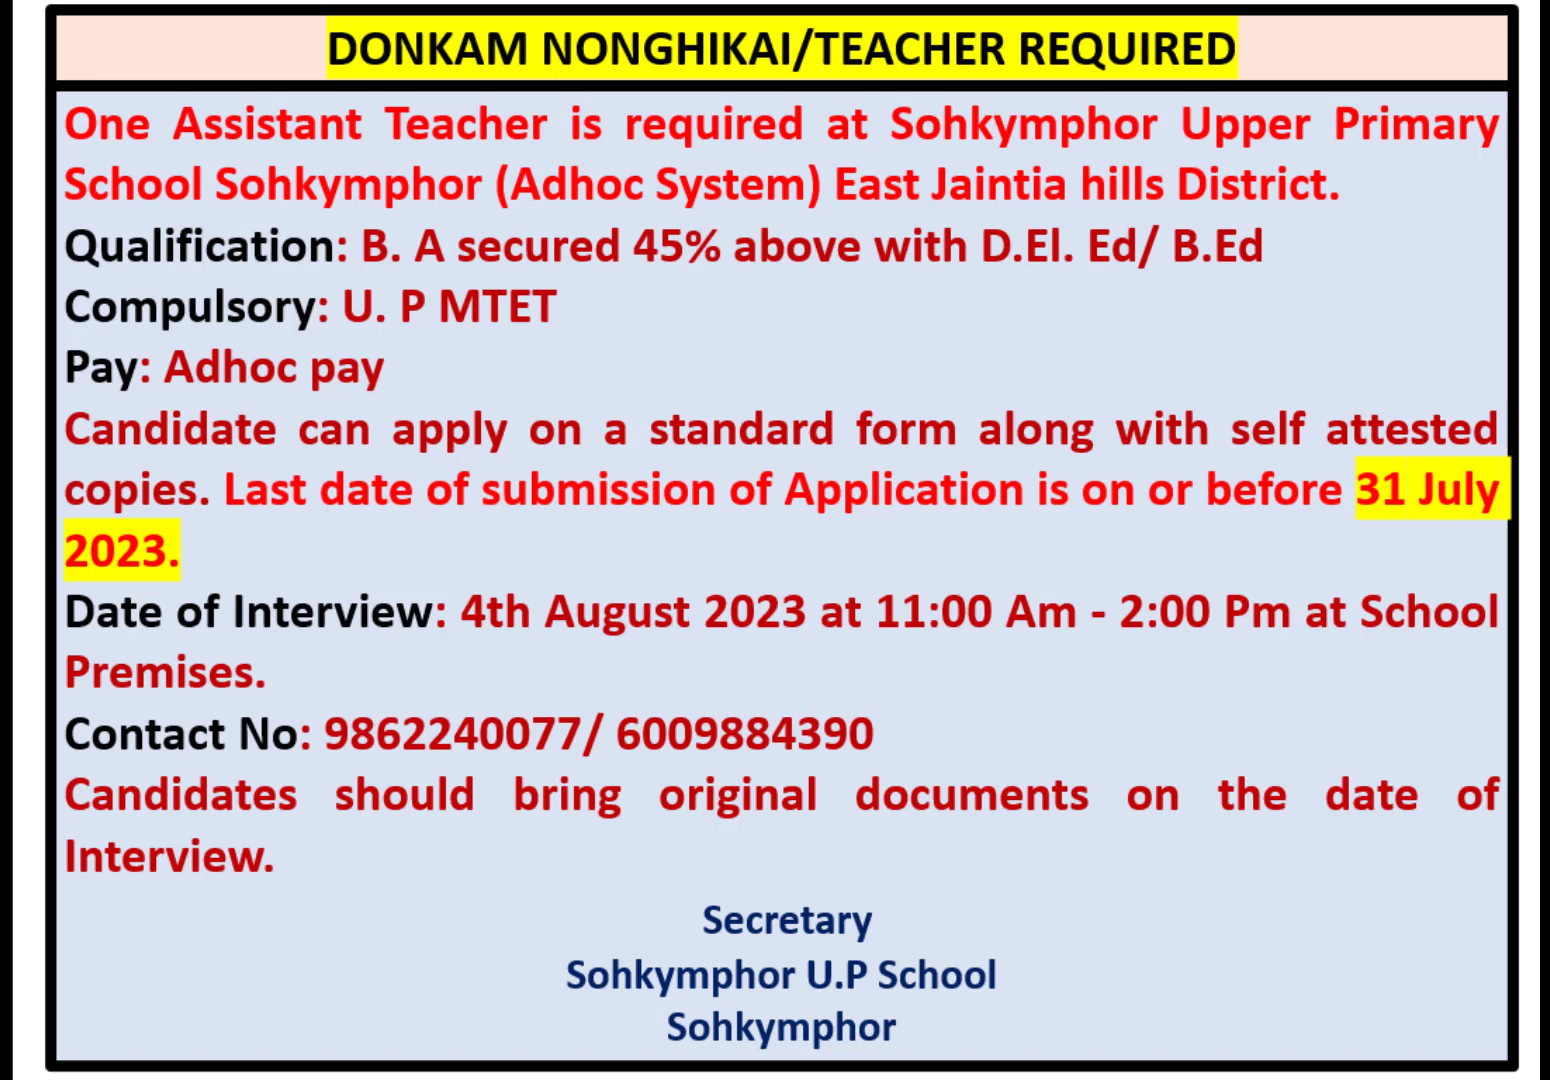 DONKAM NONGHIKAI/TEACHER REQUIRED
One Assistant Teacher is required at Sohkymphor Upper Primary
School Sohkymphor (Adhoc System) East Jaintia hills District.
Qualification: B. A secured 45% above with D.El. Ed/ B.Ed
Compulsory: U. P MTET
Pay: Adhoc pay
Candidate can apply on a standard form along with self attested
copies. Last date of submission of Application is on or before 31 July
2023.
Date of Interview: 4th August 2023 at 11:00 Am - 2:00 Pm at School
Premises.
Contact No: 9862240077/ 6009884390
Candidates should bring original documents on the date of
Interview.
Secretary
Sohkymphor U.P School
Sohkymphor